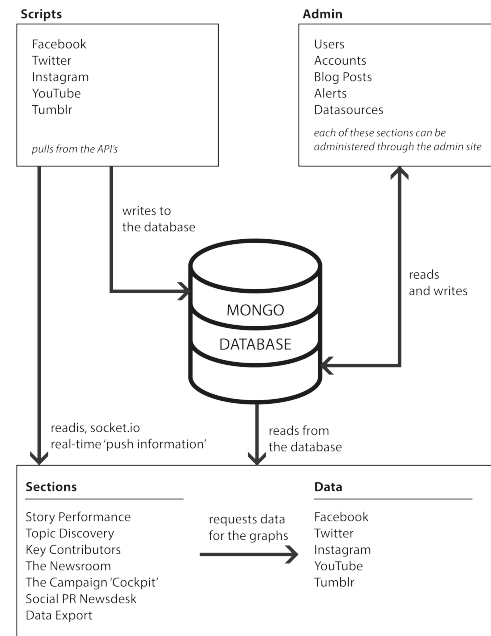 Scripts
Facebook
Twitter
Instagram
YouTube
Tumblr
pulls from the API's
Admin
Users
Accounts
Blog Posts
Alerts
Datasources
each of these sections can be
administered through the admin site
writes to
the database
MONGO
DATABASE
reads
and writes
readis, socket.io
real-time ‘push information’
reads from
the database
Sections
Story Performance
Topic Discovery
Key Contributors
The Newsroom
The Campaign ‘Cockpit’
Social PR Newsdesk
Data Export
requests data
for the graphs
Data
Facebook
Twitter
Instagram
YouTube
Tumblr